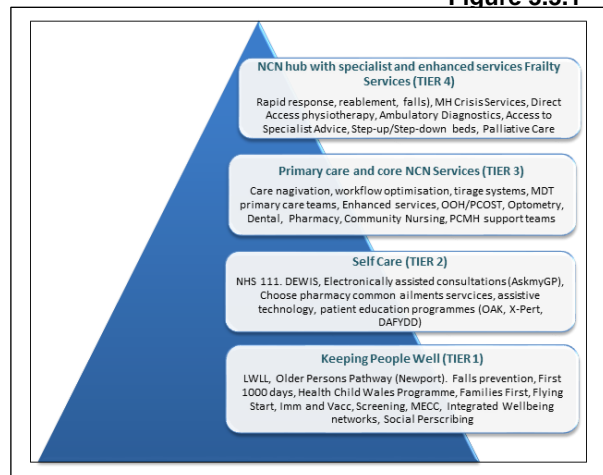 NCN hub with specialist and enhanced services Frailty
Services (TIER 4)
Rapid response, reablement, falls), MH Crisis Services, Direct
Access physiotherapy, Ambulatory Diagnostics, Access to
Specialist Advice, Step-up/Step-down beds, Palliative Care
Primary care and core NCN Services (TIER 3)
Care nagivation, workflow optimisation, tirage systems, MDT
primary care teams, Enhanced services, OOH/PCOST, Optometry,
Dental, Pharmacy, Community Nursing, PCMH support teams
Self Care (TIER 2)
NHS 111. DEWIS, Electronically assisted consultations (AskmyGP),
Choose pharmacy common ailments servcices, assistive
technology, patient education programmes (OAK, X-Pert,
DAFYDD)
Keeping People Well (TIER 1)
LWLL, Older Persons Pathway (Newport). Falls prevention, First
1000 days, Health Child Wales Programme, Families First, Flying
Start, Imm and Vacc, Screening, MECC, Integrated Wellbeing
networks, Social Perscribing